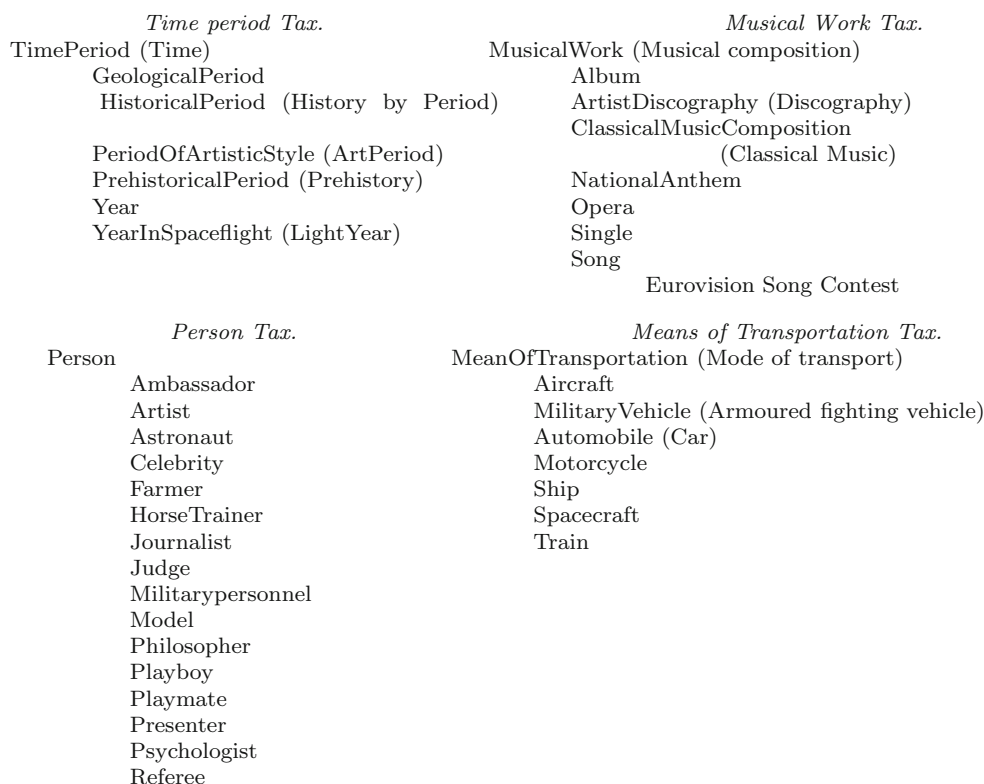 Time period Tax.
TimePeriod (Time)
GeologicalPeriod
HistoricalPeriod (History by Period)
PeriodOfArtisticStyle (ArtPeriod)
PrehistoricalPeriod (Prehistory)
Year
YearInSpaceflight (LightYear)
Musical Work Tax.
MusicalWork (Musical composition)
Album
ArtistDiscography (Discography)
ClassicalMusicComposition
(Classical Music)
NationalAnthem
Opera
Single
Song
Eurovision Song Contest
Person Tax.
Person
Ambassador
Artist
Astronaut
Celebrity
Farmer
HorseTrainer
Journalist
Judge
Militarypersonnel
Model
Philosopher
Playboy
Playmate
Presenter
Psychologist
Referee
Means of Transportation Tax.
MeanOfTransportation (Mode of transport)
Aircraft
MilitaryVehicle (Armoured fighting vehicle)
Automobile (Car)
Motorcycle
Ship
Spacecraft
Train